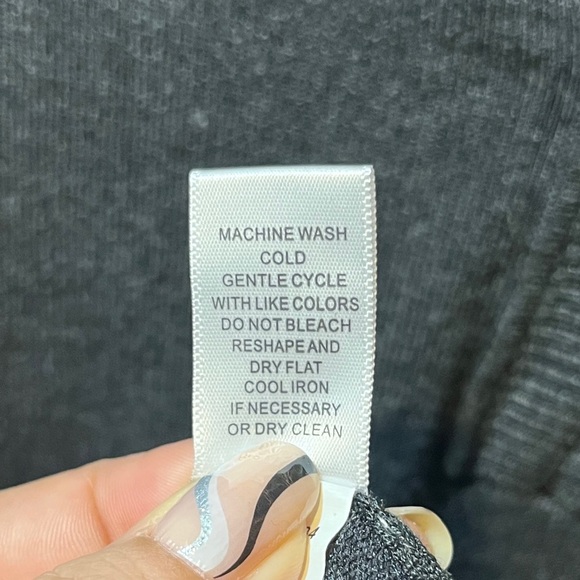 MACHINE WASH
COLD
GENTLE CYCLE
WITH LIKE COLORS
DO NOT BLEACH
RESHAPE AND
DRY FLAT
COOL IRON
IF NECESSARY
OR DRY CLEAN